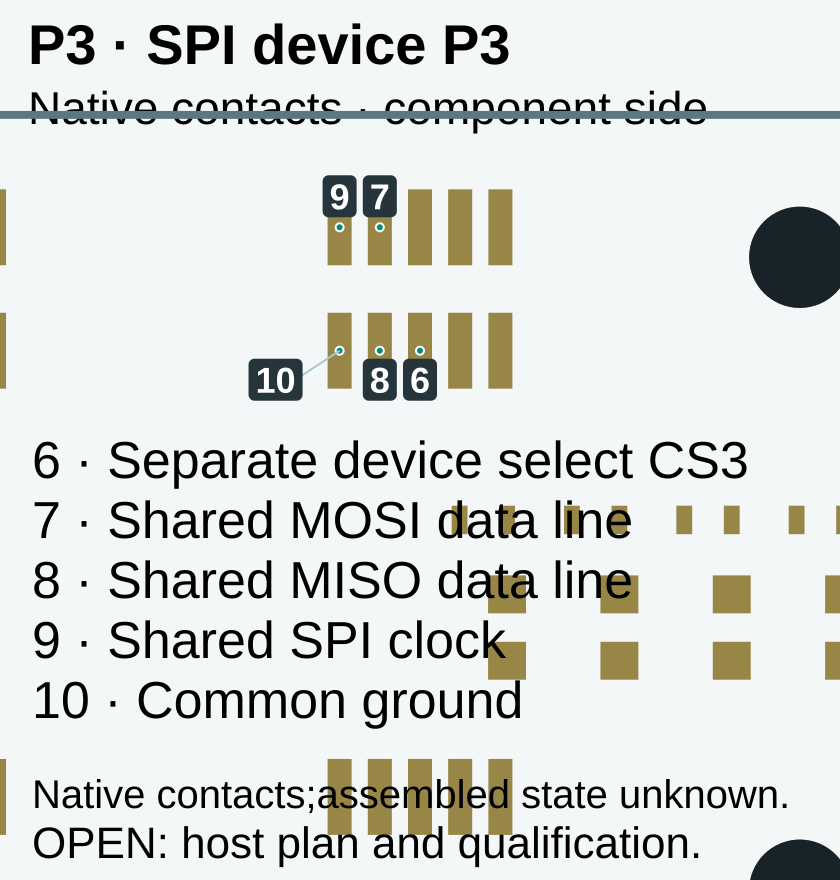 P3 · SPI device P3
Native contacts · component side
9 7
10 8 6
6 · Separate device select CS3
7 · Shared MOSI data line
8 · Shared MISO data line
9 · Shared SPI clock
10 · Common ground
Native contacts;assembled state unknown.
OPEN: host plan and qualification.